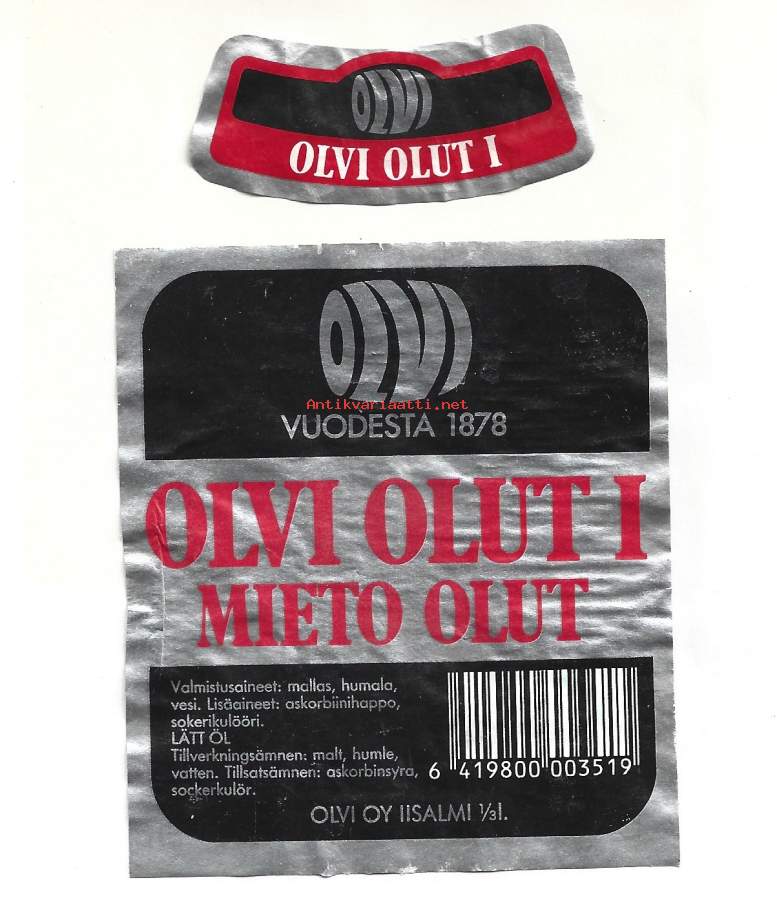 OLVI
OLVI OLUT I
OLVI
Antikvariaatti.net
VUODESTA 1878
OLVI OLUT I
MIETO OLUT
Valmistusaineet: mallas, humala,
vesi. Lisäaineet: askorbiinihappo,
sokerikulööri.
LÄTT ÖL
Tillverkningsämnen: malt, humle,
vatten. Tillsatsämnen: askorbinsyra,
sockerkulör.
6 419800 003519
OLVI OY IISALMI ⅓l.